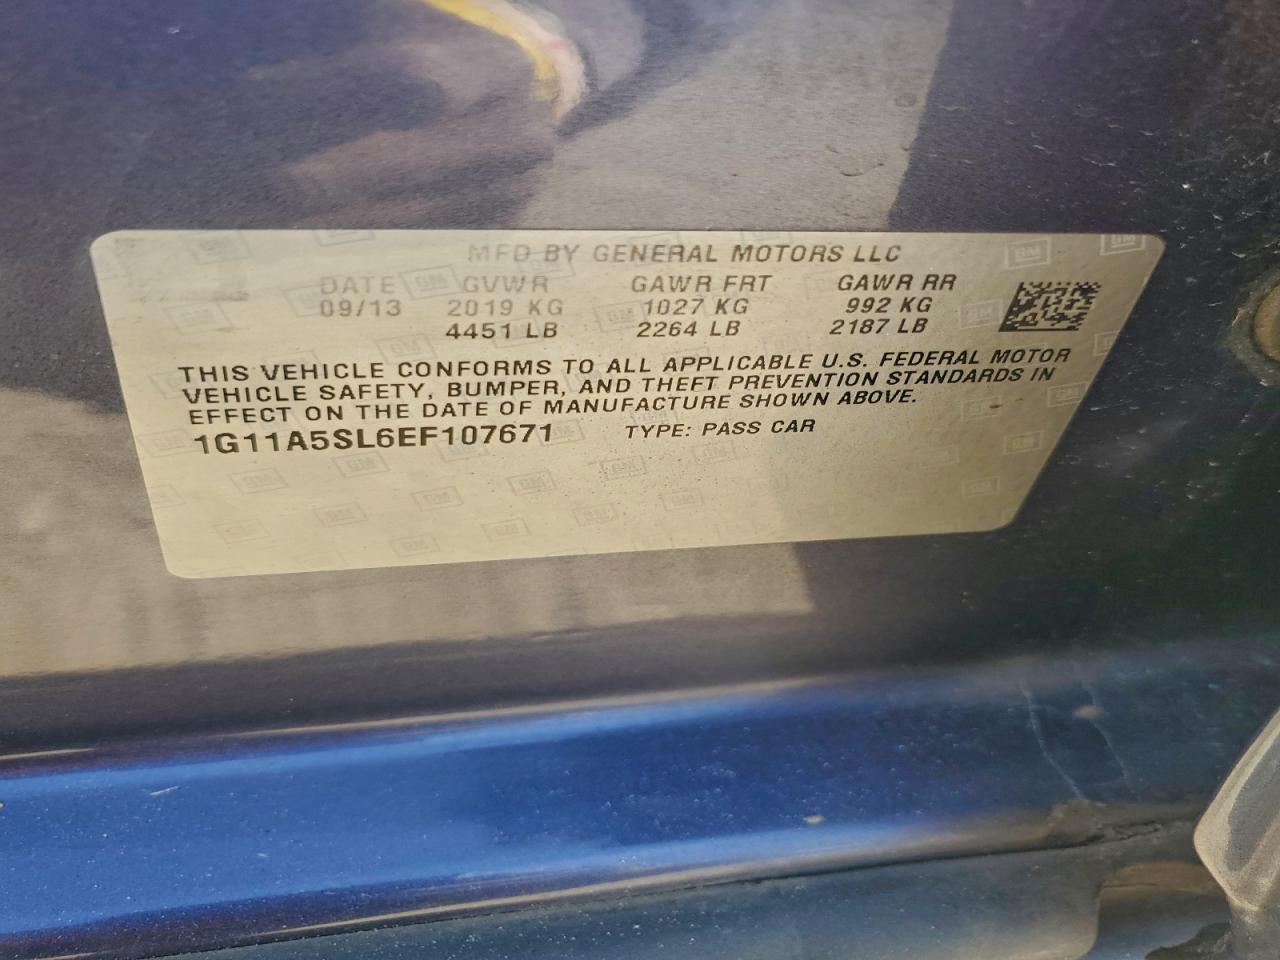 MFD BY GENERAL MOTORS LLC
DATE GVWR GAWR FRT GAWR RR
09/13 2019 KG 1027 KG 992 KG
4451 LB 2264 LB 2187 LB
THIS VEHICLE CONFORMS TO ALL APPLICABLE U.S. FEDERAL MOTOR
VEHICLE SAFETY, BUMPER, AND THEFT PREVENTION STANDARDS IN
EFFECT ON THE DATE OF MANUFACTURE SHOWN ABOVE.
1G11A5SL6EF107671 TYPE: PASS CAR